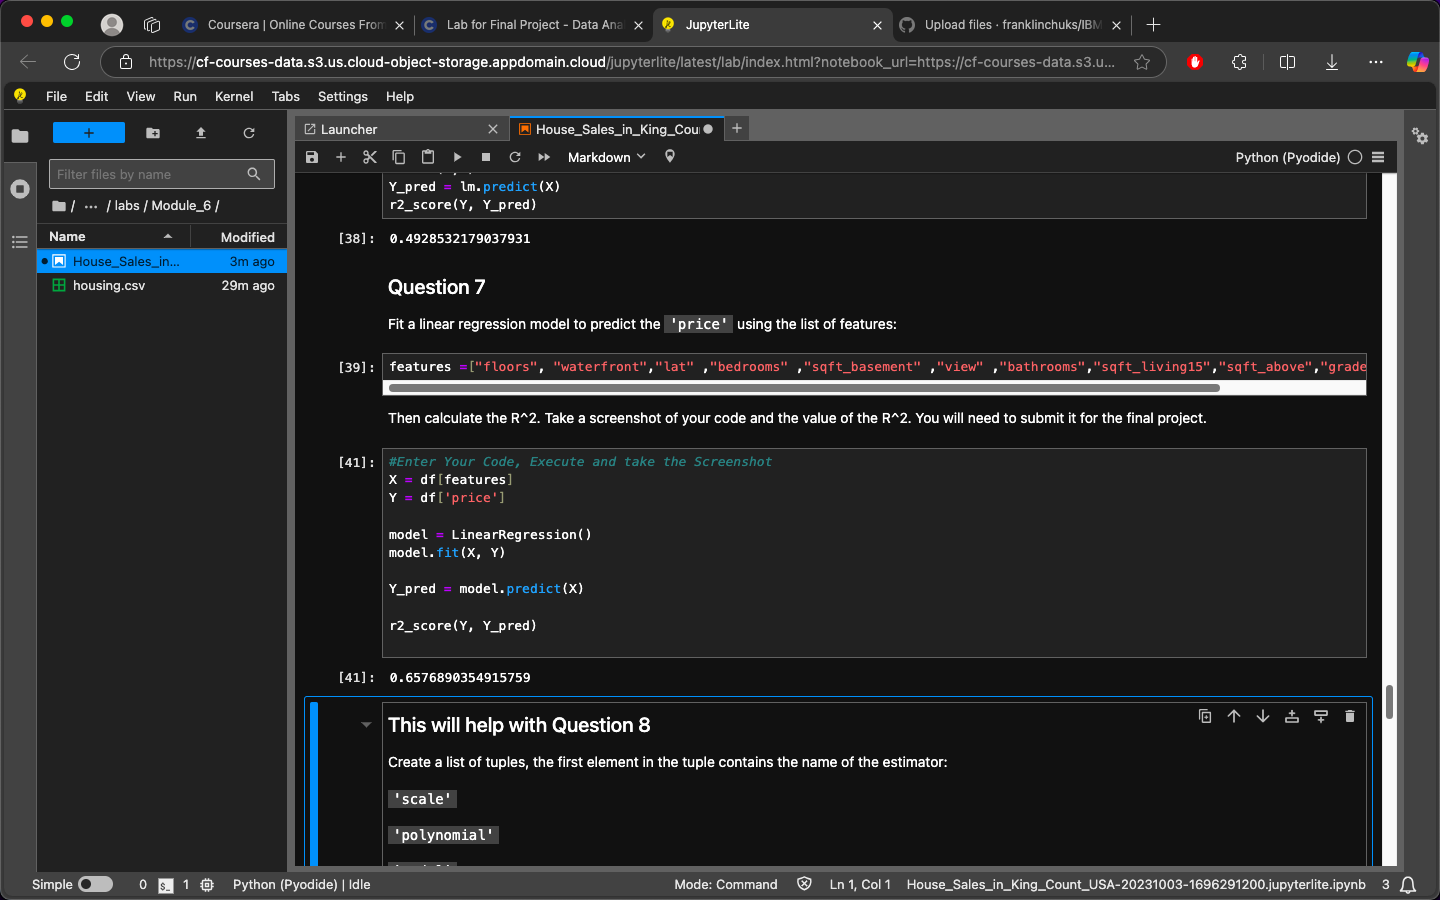 Coursera | Online Courses From
Lab for Final Project - Data Ana
JupyterLite
Upload files · franklinchuks/IBM
https://cf-courses-data.s3.us.cloud-object-storage.appdomain.cloud/jupyterlite/latest/lab/index.html?notebook_url=https://cf-courses-data.s3.u...
File Edit View Run Kernel Tabs Settings Help
Launcher
House_Sales_in_King_Cou
Filter files by name
/ ... / labs / Module_6 /
Name Modified
House_Sales_in... 3m ago
housing.csv 29m ago
Markdown
Python (Pyodide)
Y_pred = lm.predict(X)
r2_score(Y, Y_pred)
[38]: 0.4928532179037931
Question 7
Fit a linear regression model to predict the 'price' using the list of features:
[39]: features =["floors", "waterfront","lat" ,"bedrooms" ,"sqft_basement" ,"view" ,"bathrooms","sqft_living15","sqft_above","grade
Then calculate the R^2. Take a screenshot of your code and the value of the R^2. You will need to submit it for the final project.
[41]: #Enter Your Code, Execute and take the Screenshot
X = df[features]
Y = df['price']
model = LinearRegression()
model.fit(X, Y)
Y_pred = model.predict(X)
r2_score(Y, Y_pred)
[41]: 0.6576890354915759
This will help with Question 8
Create a list of tuples, the first element in the tuple contains the name of the estimator:
'scale'
'polynomial'
Simple 0 1 Python (Pyodide) | Idle Mode: Command Ln 1, Col 1 House_Sales_in_King_Count_USA-20231003-1696291200.jupyterlite.ipynb 3